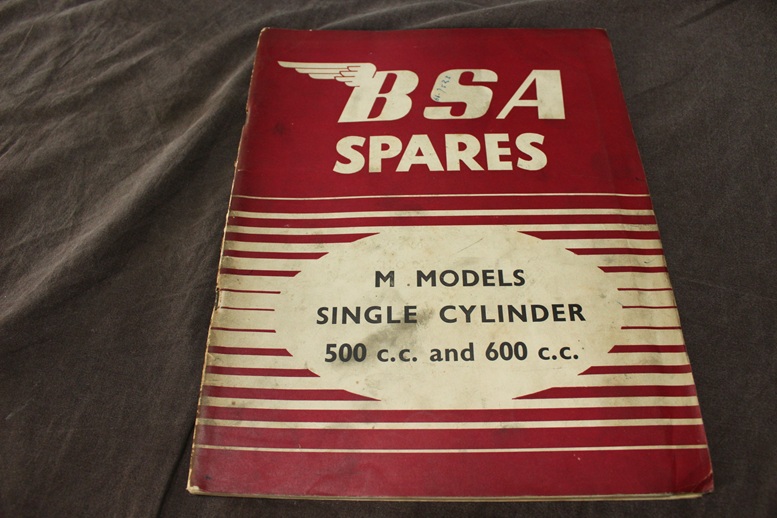 BSA
SPARES
M MODELS
SINGLE CYLINDER
500 c.c. and 600 c.c.